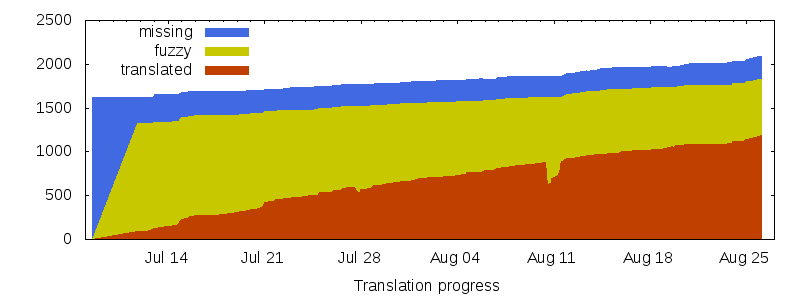 2500
2000
1500
1000
500
0
missing
fuzzy
translated
Jul 14 Jul 21 Jul 28 Aug 04 Aug 11 Aug 18 Aug 25
Translation progress